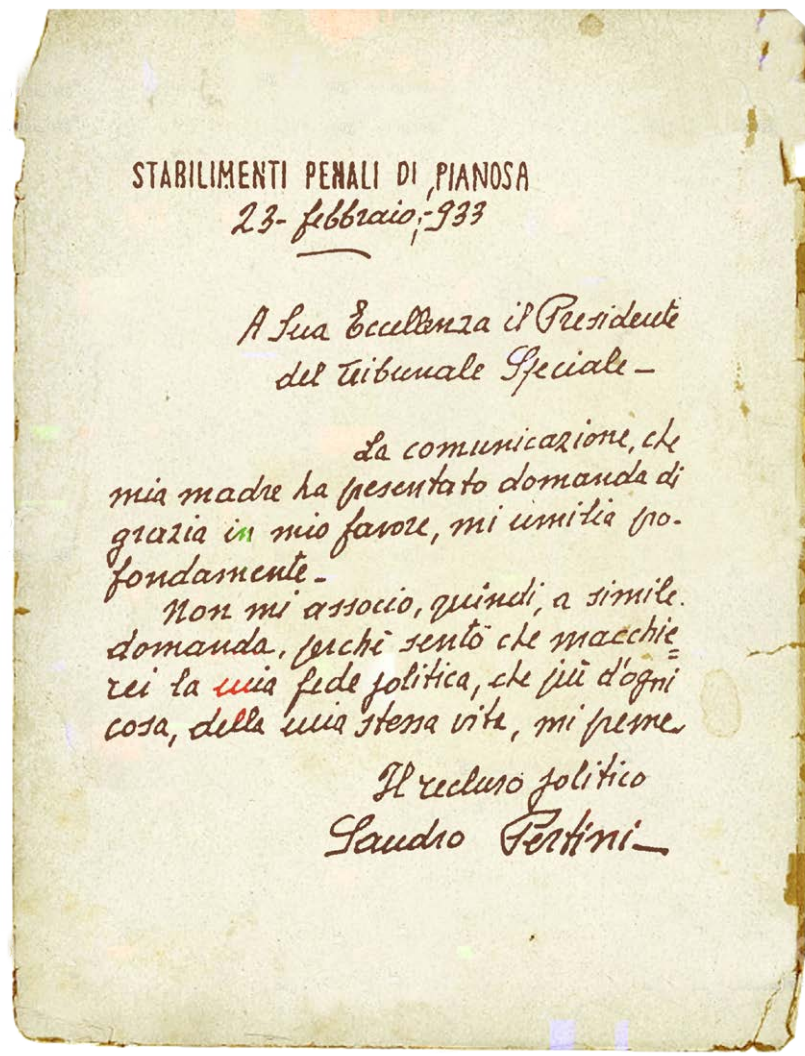 STABILIMENTI PENALI DI PIANOSA
23- febbraio;-933
A Sua Eccellenza il Presidente
del Tribunale Speciale-
La comunicazione, che
mia madre ha presentato domanda di
grazia in mio favore, mi umilia pro-
fondamente-
Non mi associo, quindi, a simile
domanda, perchè sento che macchie=
rei la mia fede politica, che più d'ogni
cosa, della mia stessa vita, mi preme.
Il recluso politico
Sandro Pertini-